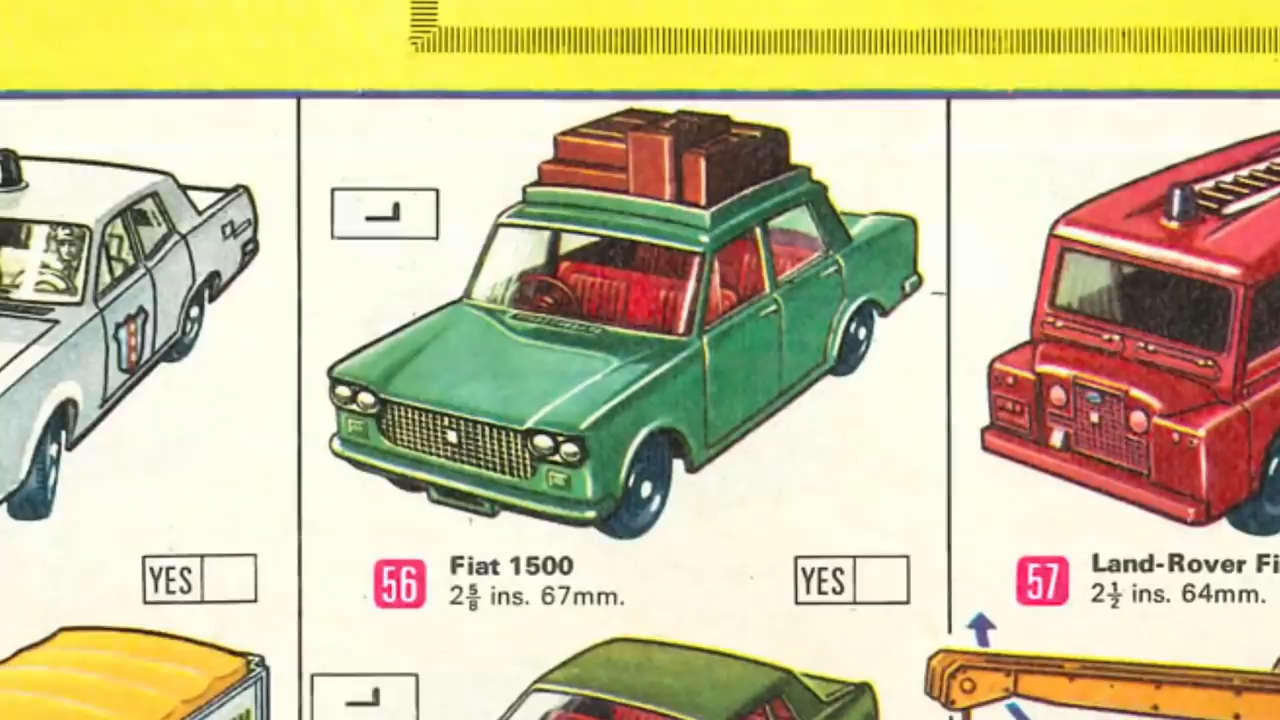 YES
56
Fiat 1500
2⅝ ins. 67mm.
YES
57
Land-Rover Fi
2½ ins. 64mm.